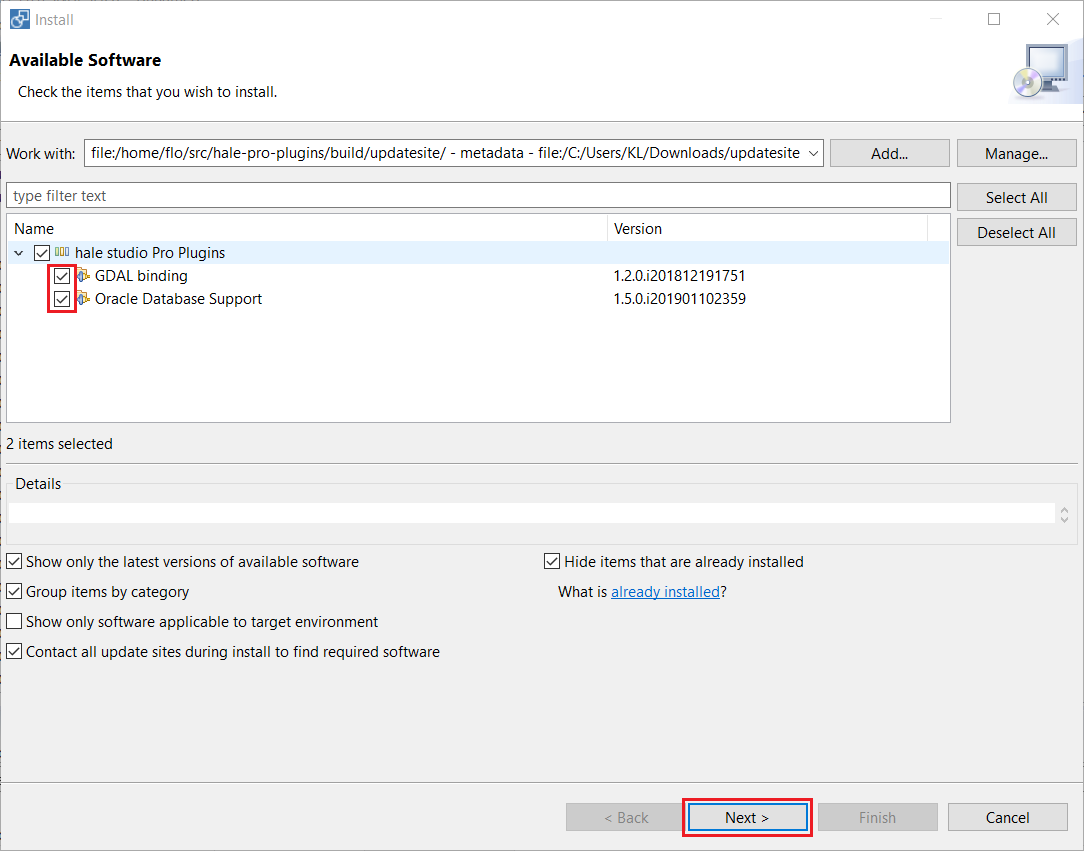 Install
Available Software
Check the items that you wish to install.
Work with: file:/home/flo/src/hale-pro-plugins/build/updatesite/ - metadata - file:/C:/Users/KL/Downloads/updatesite Add... Manage...
type filter text Select All
Deselect All
Name Version
hale studio Pro Plugins
GDAL binding 1.2.0.i201812191751
Oracle Database Support 1.5.0.i201901102359
2 items selected
Details
Show only the latest versions of available software Hide items that are already installed
Group items by category What is already installed?
Show only software applicable to target environment
Contact all update sites during install to find required software
< Back Next > Finish Cancel